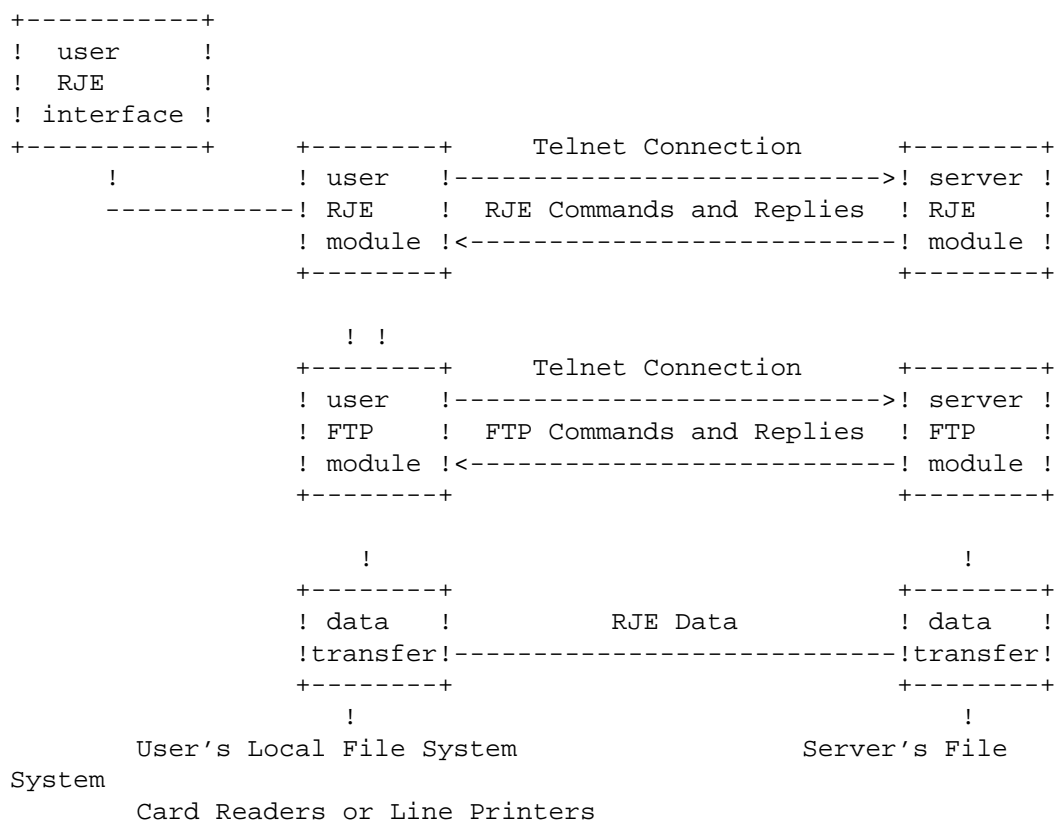 +-----------+
!  user     !
!  RJE      !
! interface !
+-----------+     +--------+     Telnet Connection      +--------+
      !           ! user   !--------------------------->! server !
      ------------! RJE    !  RJE Commands and Replies  ! RJE    !
                  ! module !<---------------------------! module !
                  +--------+                            +--------+

                     ! !
                  +--------+     Telnet Connection      +--------+
                  ! user   !--------------------------->! server !
                  ! FTP    !  FTP Commands and Replies  ! FTP    !
                  ! module !<---------------------------! module !
                  +--------+                            +--------+

                      !                                     !
                  +--------+                            +--------+
                  ! data   !          RJE Data          ! data   !
                  !transfer!----------------------------!transfer!
                  +--------+                            +--------+
                     !                                      !
        User's Local File System                  Server's File
System
        Card Readers or Line Printers